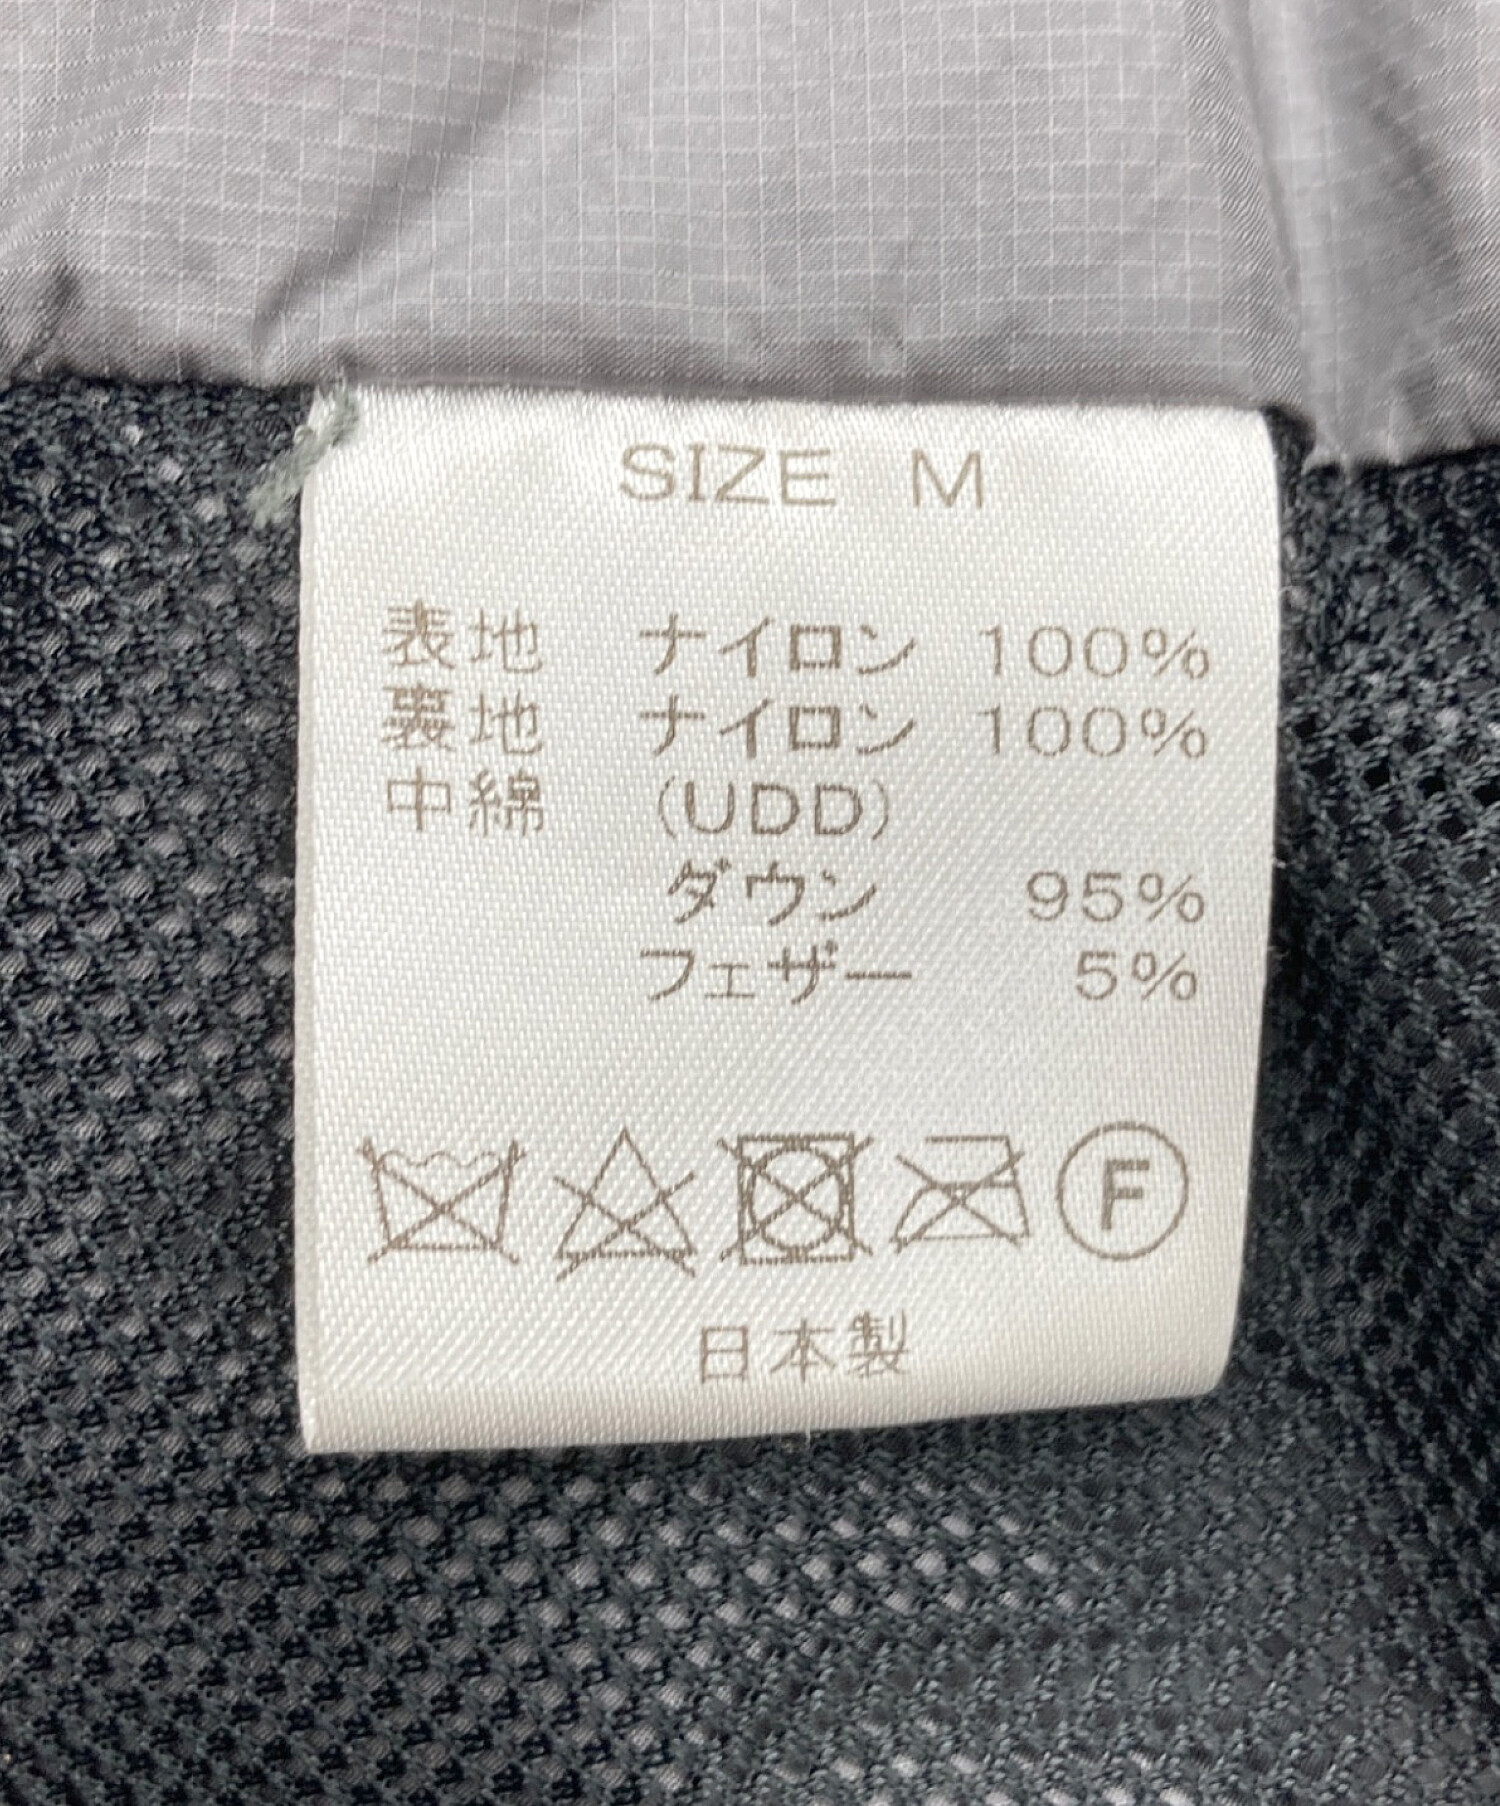 SIZE M
表地 ナイロン 100%
裏地 ナイロン 100%
中綿 (UDD)
ダウン 95%
フェザー 5%
F
日本製